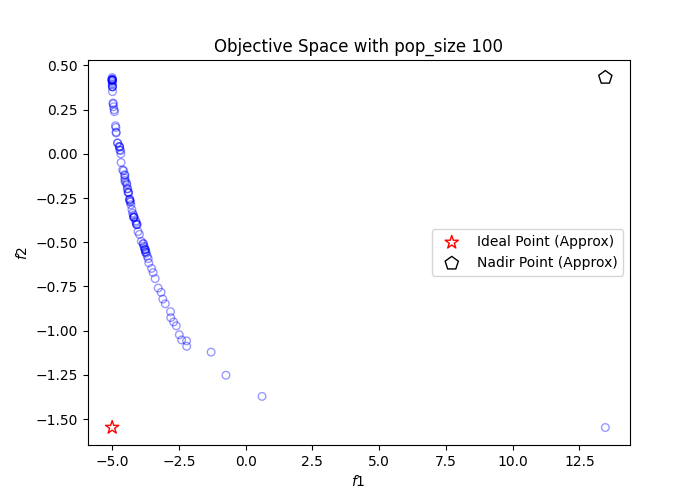 Objective Space with pop_size 100
0.50
0.25
0.00
−0.25
−0.50
−0.75
−1.00
−1.25
−1.50
f2
Ideal Point (Approx)
Nadir Point (Approx)
−5.0 −2.5 0.0 2.5 5.0 7.5 10.0 12.5
f1